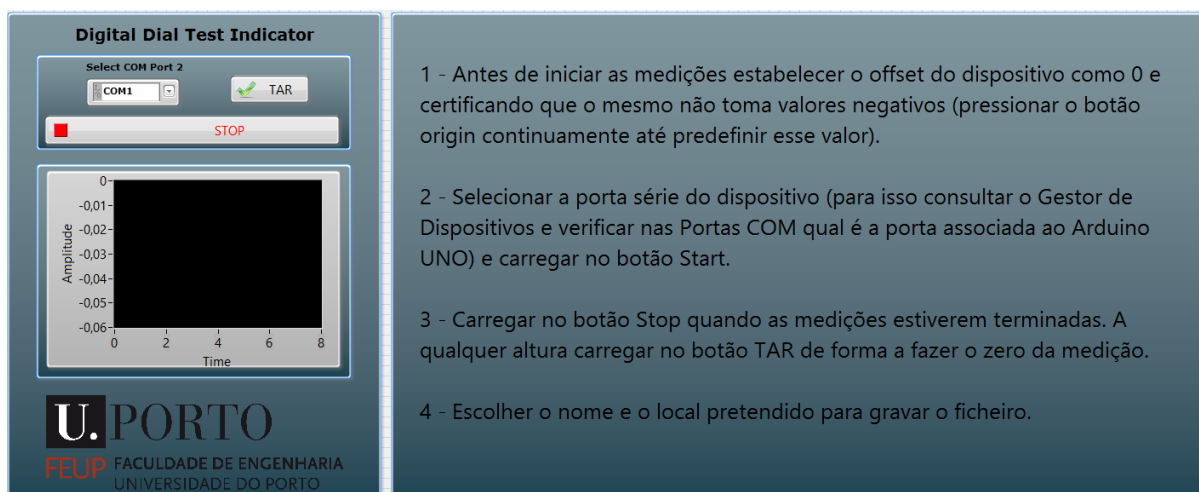 Digital Dial Test Indicator
Select COM Port 2
COM1
TAR
STOP
0
-0,01
-0,02
-0,03
-0,04
-0,05
-0,06
Amplitude
0 2 4 6 8
Time
U. PORTO
FEUP FACULDADE DE ENGENHARIA
UNIVERSIDADE DO PORTO
1 - Antes de iniciar as medições estabelecer o offset do dispositivo como 0 e
certificando que o mesmo não toma valores negativos (pressionar o botão
origin continuamente até predefinir esse valor).
2 - Selecionar a porta série do dispositivo (para isso consultar o Gestor de
Dispositivos e verificar nas Portas COM qual é a porta associada ao Arduino
UNO) e carregar no botão Start.
3 - Carregar no botão Stop quando as medições estiverem terminadas. A
qualquer altura carregar no botão TAR de forma a fazer o zero da medição.
4 - Escolher o nome e o local pretendido para gravar o ficheiro.